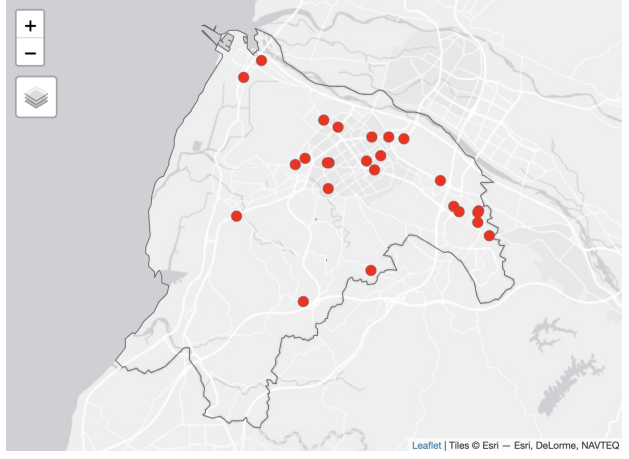 +
−
Leaflet | Tiles © Esri — Esri, DeLorme, NAVTEQ